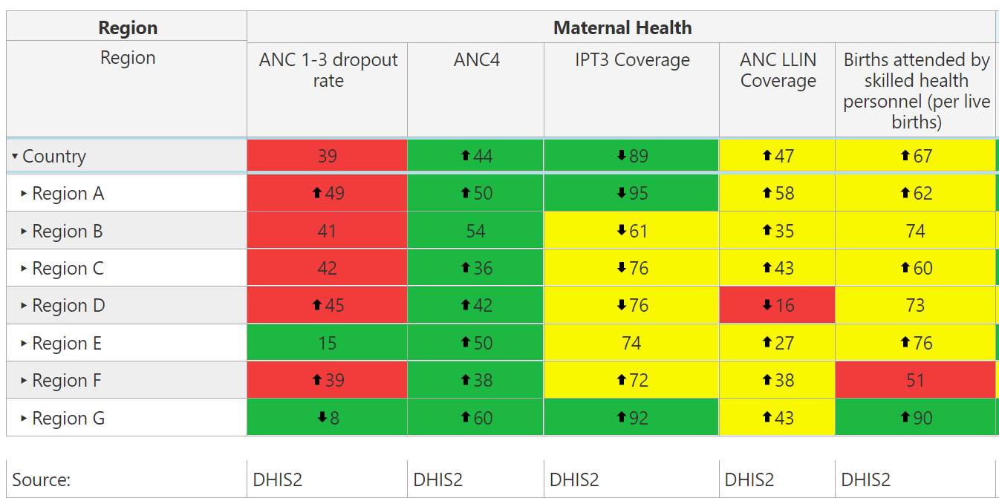 Region Maternal Health
Region ANC 1-3 dropout rate ANC4 IPT3 Coverage ANC LLIN Coverage Births attended by skilled health personnel (per live births)
▾ Country 39 ⬆44 ⬇89 ⬆47 ⬆67
▸ Region A ⬆49 ⬆50 ⬇95 ⬆58 ⬆62
▸ Region B 41 54 ⬇61 ⬆35 74
▸ Region C 42 ⬆36 ⬇76 ⬆43 ⬆60
▸ Region D ⬆45 ⬆42 ⬇76 ⬇16 73
▸ Region E 15 ⬆50 74 ⬆27 ⬆76
▸ Region F ⬆39 ⬆38 ⬆72 ⬆38 51
▸ Region G ⬇8 ⬆60 ⬆92 ⬆43 ⬆90
Source: DHIS2 DHIS2 DHIS2 DHIS2 DHIS2